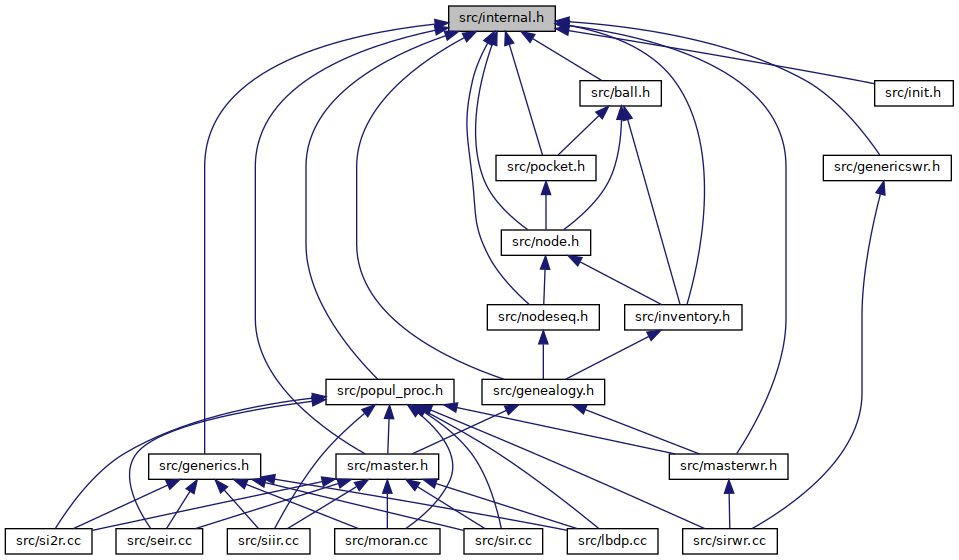 src/internal.h
src/ball.h
src/init.h
src/pocket.h
src/genericswr.h
src/node.h
src/nodeseq.h
src/inventory.h
src/popul_proc.h
src/genealogy.h
src/generics.h
src/master.h
src/masterwr.h
src/si2r.cc
src/seir.cc
src/siir.cc
src/moran.cc
src/sir.cc
src/lbdp.cc
src/sirwr.cc